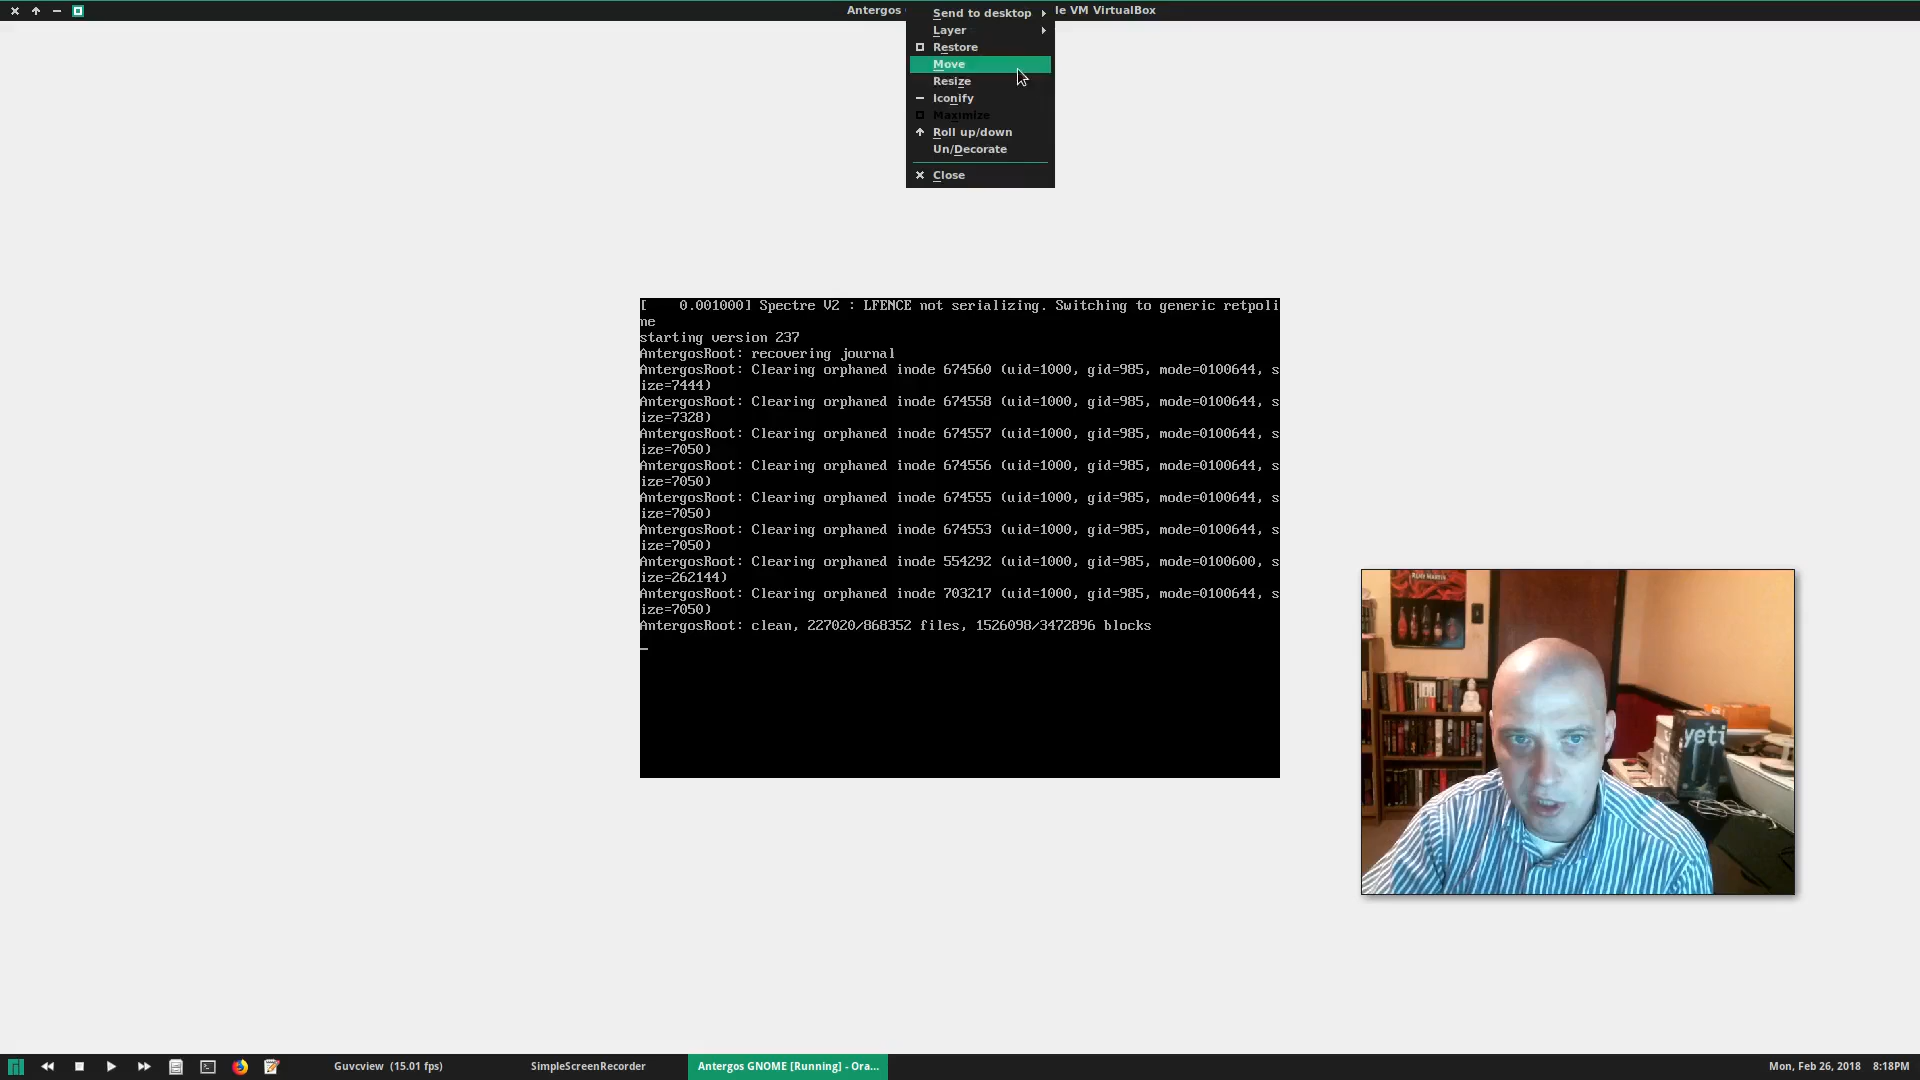 Antergos
le VM VirtualBox
Send to desktop
Layer
Restore
Move
Resize
Iconify
Maximize
Roll up/down
Un/Decorate
Close
[    0.001000] Spectre V2 : LFENCE not serializing. Switching to generic retpoli
ne
starting version 237
AntergosRoot: recovering journal
AntergosRoot: Clearing orphaned inode 674560 (uid=1000, gid=985, mode=0100644, s
ize=7444)
AntergosRoot: Clearing orphaned inode 674558 (uid=1000, gid=985, mode=0100644, s
ize=7328)
AntergosRoot: Clearing orphaned inode 674557 (uid=1000, gid=985, mode=0100644, s
ize=7050)
AntergosRoot: Clearing orphaned inode 674556 (uid=1000, gid=985, mode=0100644, s
ize=7050)
AntergosRoot: Clearing orphaned inode 674555 (uid=1000, gid=985, mode=0100644, s
ize=7050)
AntergosRoot: Clearing orphaned inode 674553 (uid=1000, gid=985, mode=0100644, s
ize=7050)
AntergosRoot: Clearing orphaned inode 554292 (uid=1000, gid=985, mode=0100600, s
ize=262144)
AntergosRoot: Clearing orphaned inode 703217 (uid=1000, gid=985, mode=0100644, s
ize=7050)
AntergosRoot: clean, 227020/868352 files, 1526098/3472896 blocks
REMY MARTIN
yeti
Guvcview (15.01 fps)
SimpleScreenRecorder
Antergos GNOME [Running] - Ora...
Mon, Feb 26, 2018
8:18PM